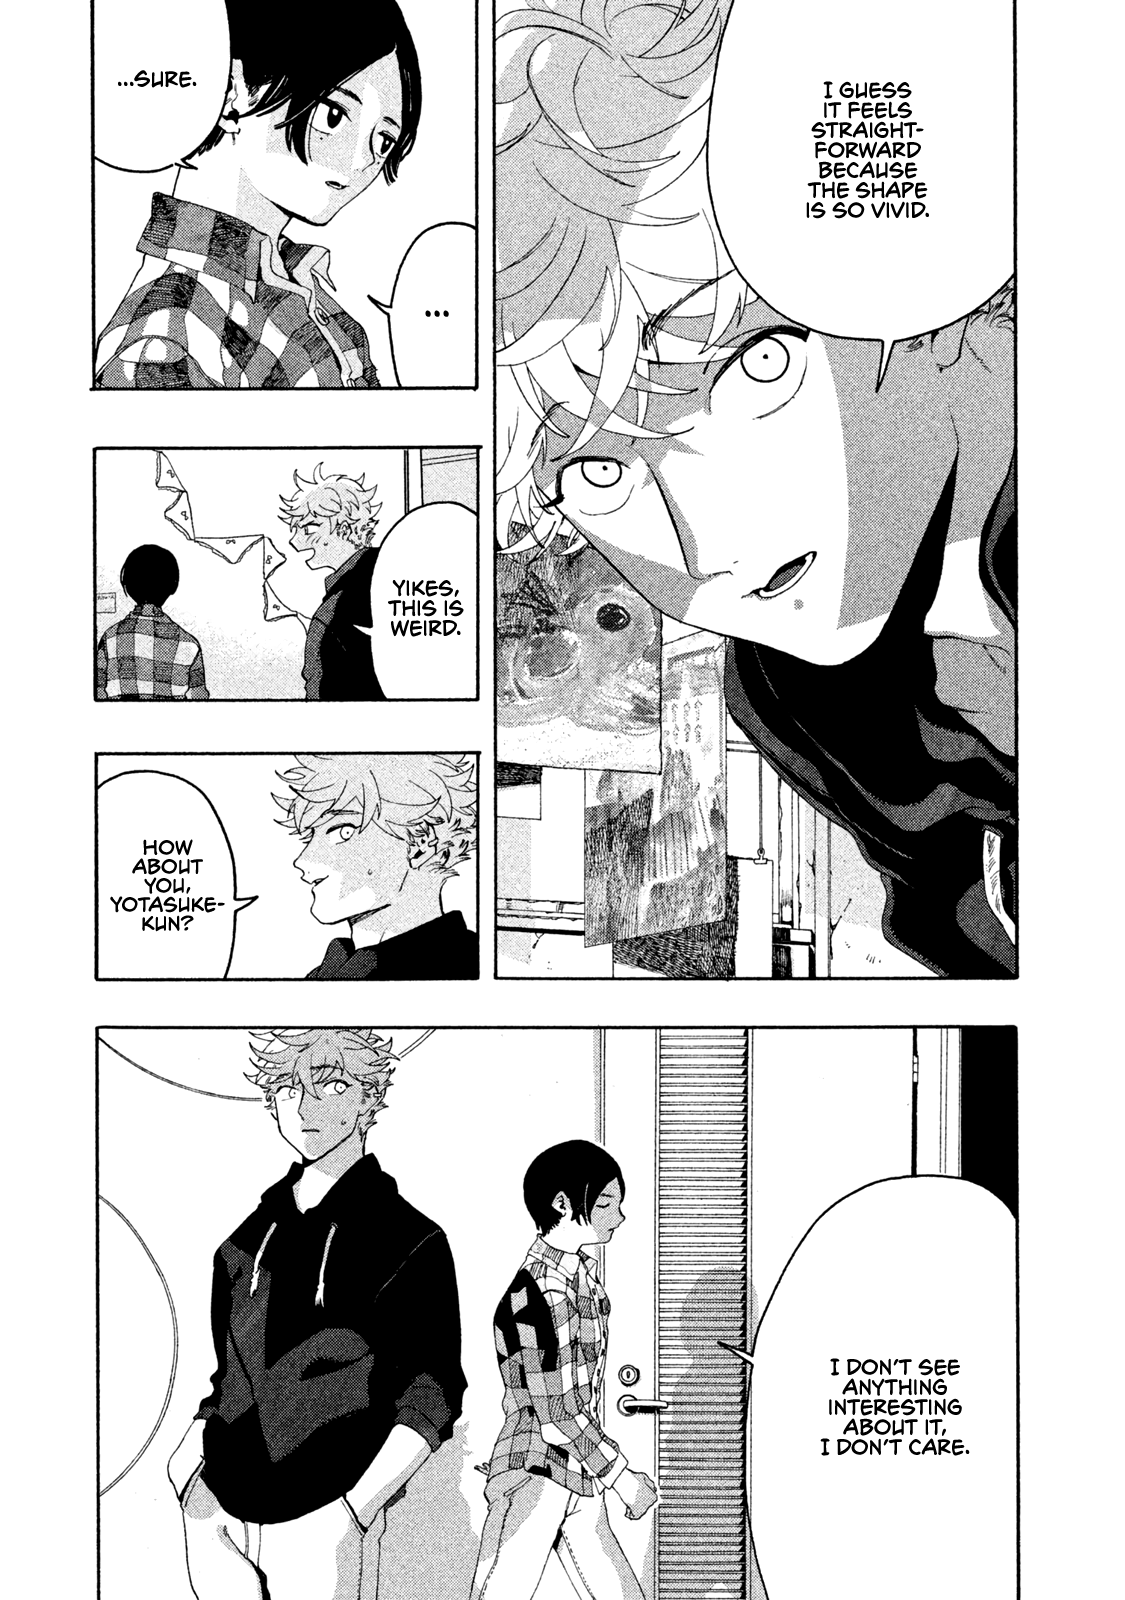 I GUESS
IT FEELS
STRAIGHT-
FORWARD
BECAUSE
THE SHAPE
IS SO VIVID.
...SURE.
...
YIKES,
THIS IS
WEIRD.
HOW
ABOUT
YOU,
YOTASUKE-
KUN?
I DON'T SEE
ANYTHING
INTERESTING
ABOUT IT,
I DON'T CARE.